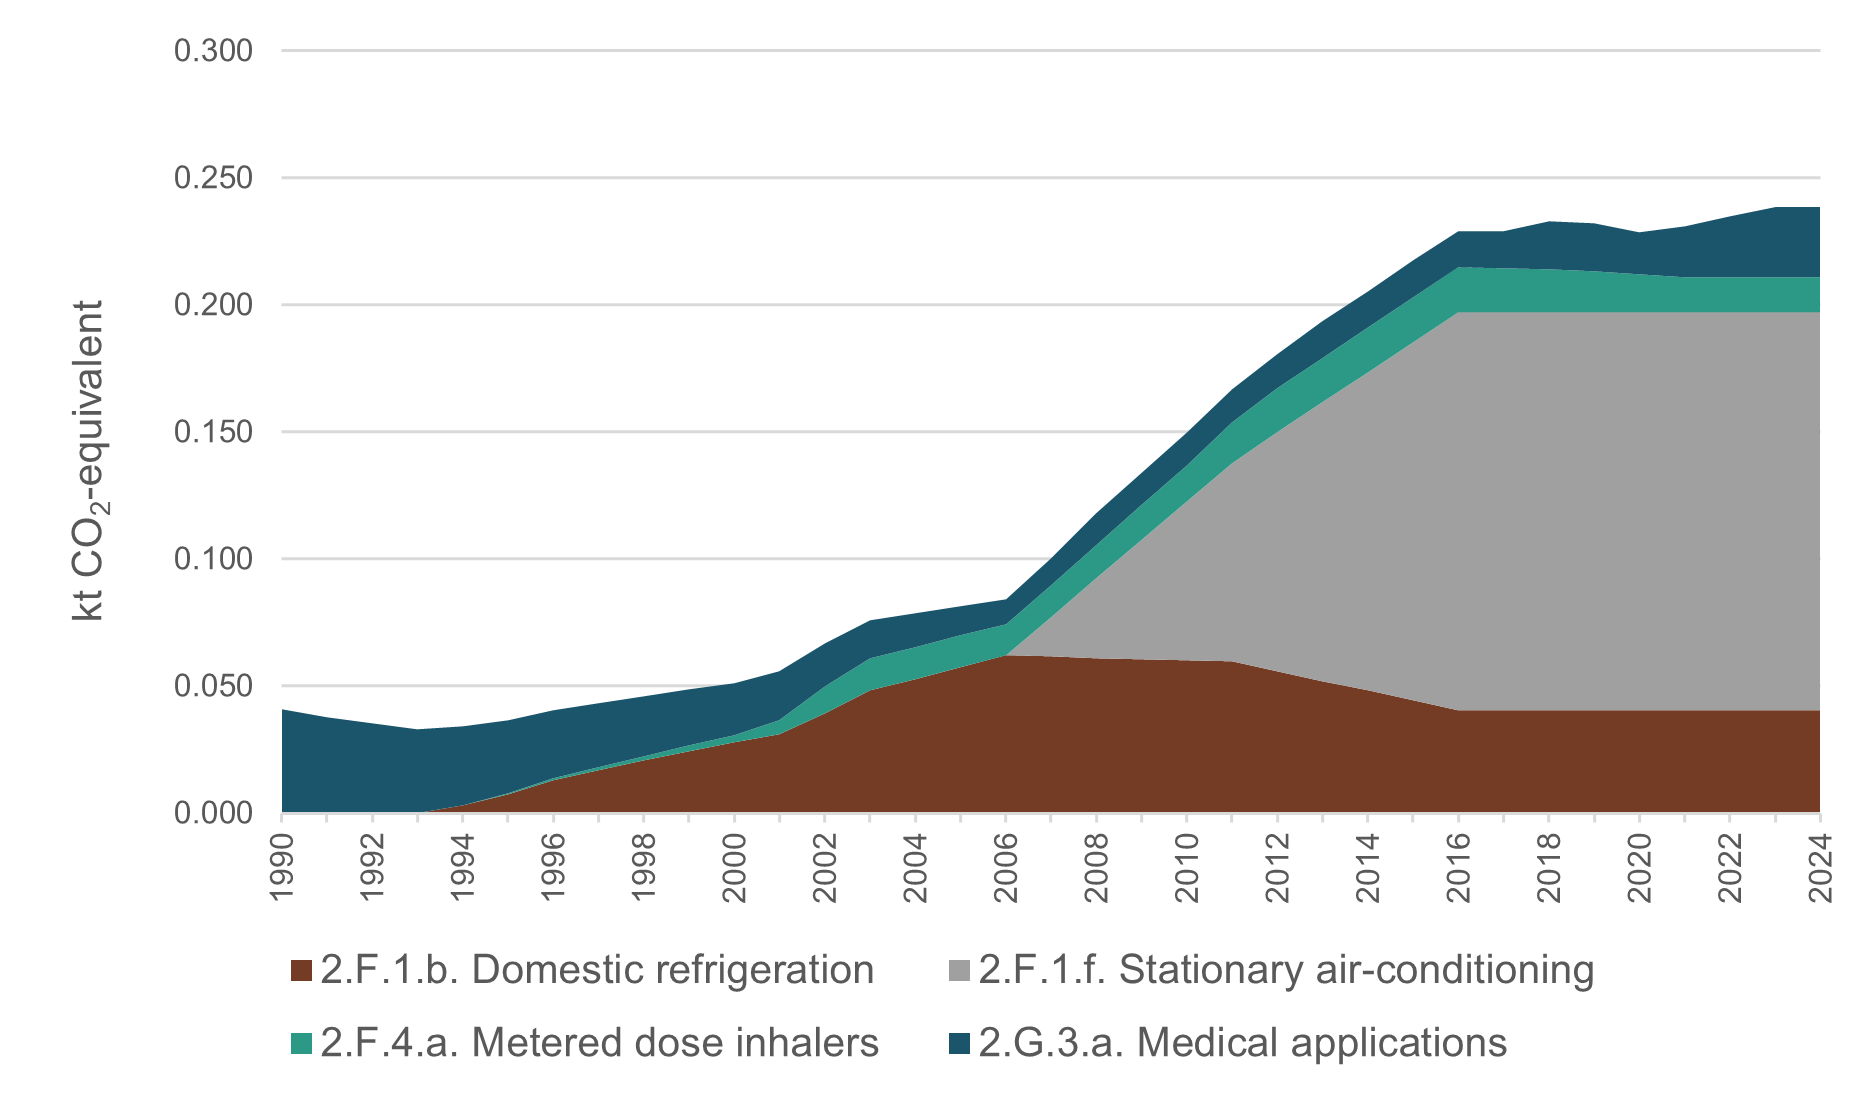 0.300
0.250
0.200
0.150
0.100
0.050
0.000
kt CO₂-equivalent
1990 1992 1994 1996 1998 2000 2002 2004 2006 2008 2010 2012 2014 2016 2018 2020 2022 2024
2.F.1.b. Domestic refrigeration 2.F.1.f. Stationary air-conditioning
2.F.4.a. Metered dose inhalers 2.G.3.a. Medical applications